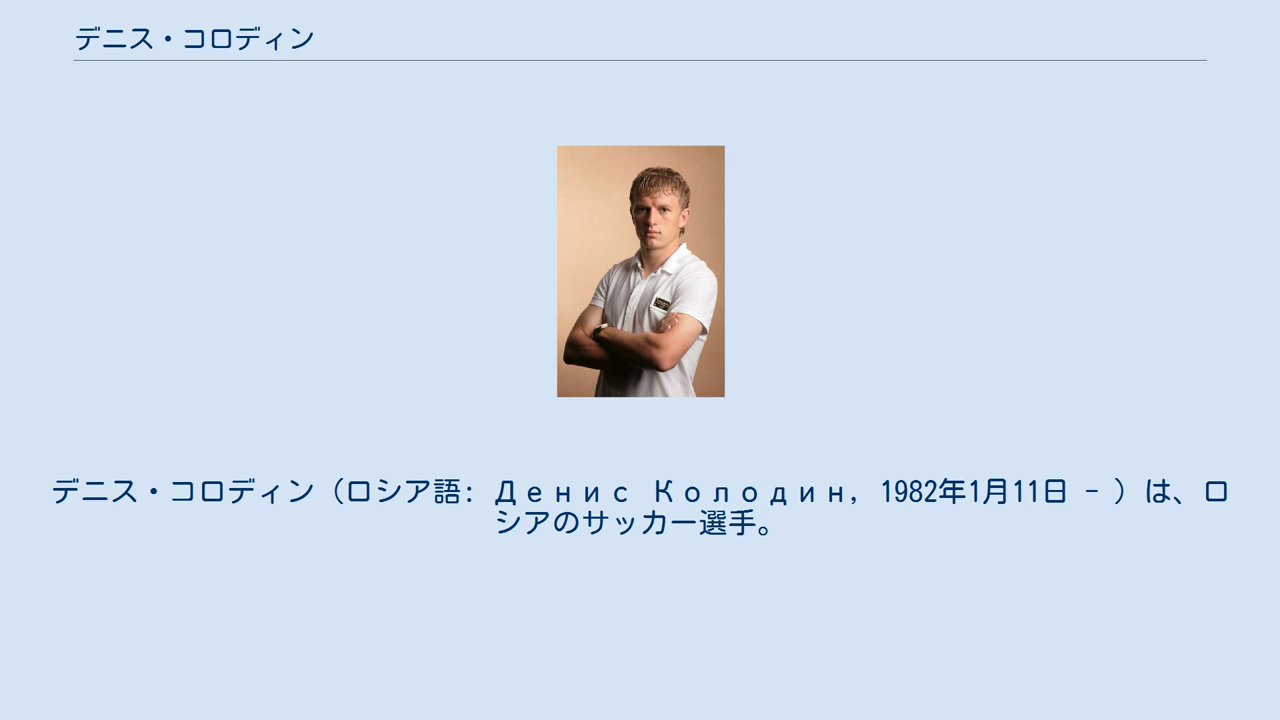 デニス・コロディン
デニス・コロディン（ロシア語: Денис Колодин, 1982年1月11日 - ）は、ロ
シアのサッカー選手。